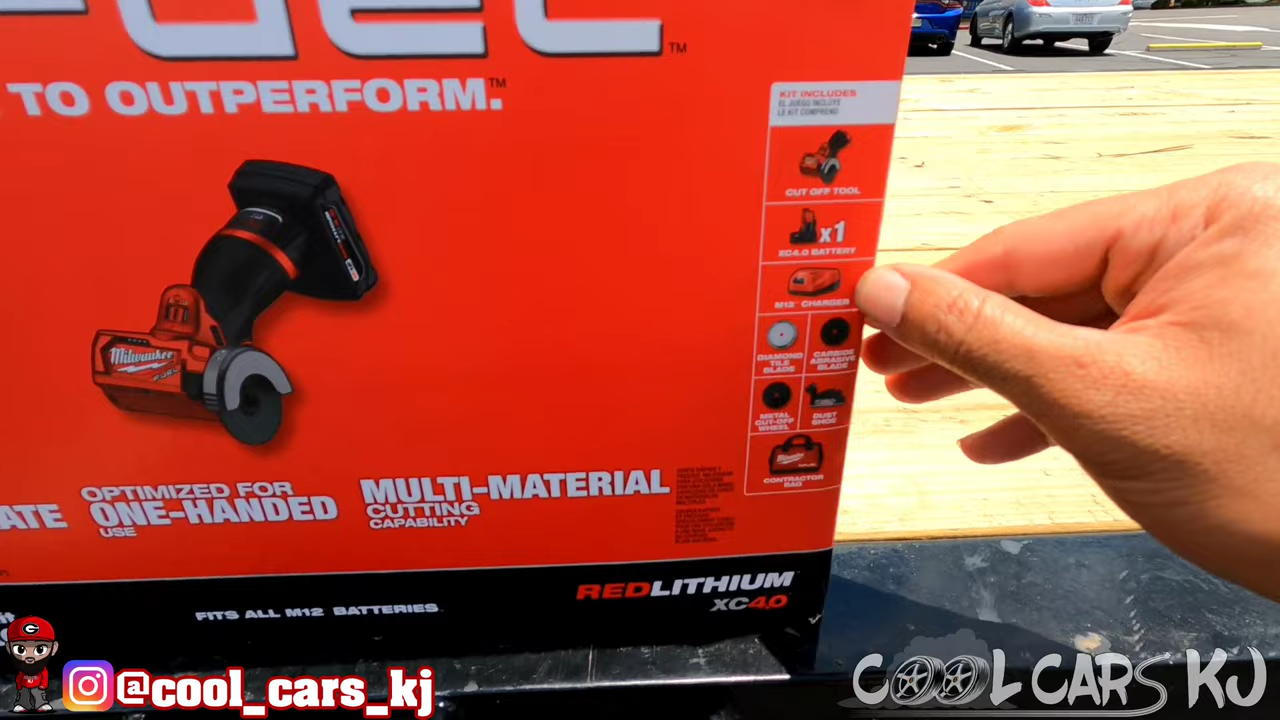 FUEL™
TO OUTPERFORM.™
KIT INCLUDES
EL JUEGO INCLUYE
LE KIT COMPREND
CUT OFF TOOL
x1
XC4.0 BATTERY
M12™ CHARGER
DIAMOND
TILE
BLADE
CARBIDE
ABRASIVE
BLADE
METAL
CUT-OFF
WHEEL
DUST
SHOE
CONTRACTOR
BAG
Milwaukee
OPTIMIZED FOR
ONE-HANDED
USE
MULTI-MATERIAL
CUTTING
CAPABILITY
REDLITHIUM
XC4.0
FITS ALL M12 BATTERIES
@cool_cars_kj
COOL CARS KJ